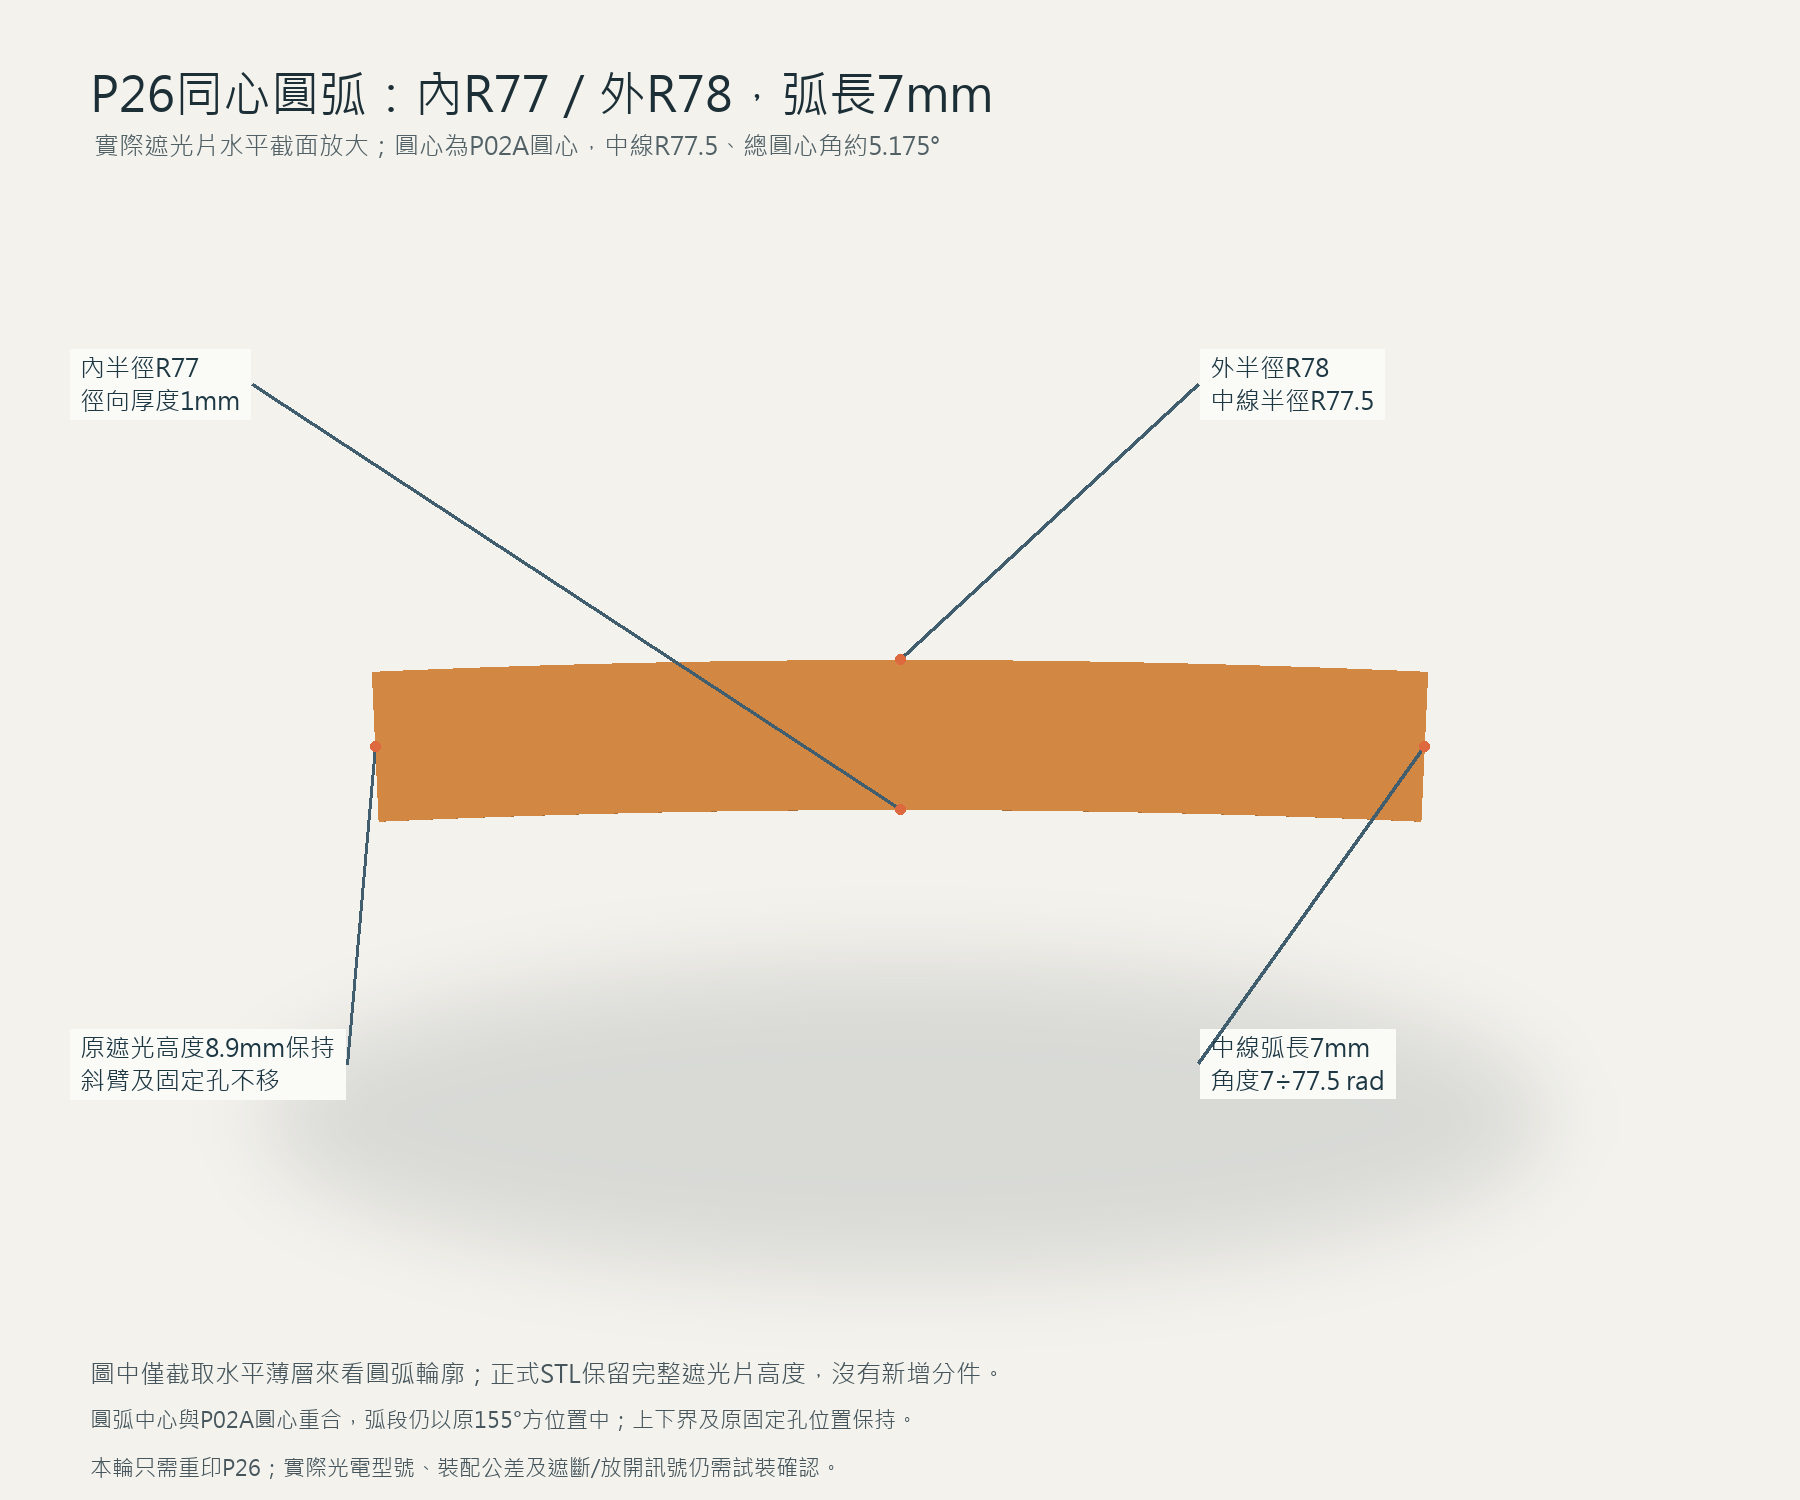 P26同心圓弧：內R77 / 外R78，弧長7mm
實際遮光片水平截面放大；圓心為P02A圓心，中線R77.5、總圓心角約5.175°
內半徑R77
徑向厚度1mm
外半徑R78
中線半徑R77.5
原遮光高度8.9mm保持
斜臂及固定孔不移
中線弧長7mm
角度7÷77.5 rad
圖中僅截取水平薄層來看圓弧輪廓；正式STL保留完整遮光片高度，沒有新增分件。
圓弧中心與P02A圓心重合，弧段仍以原155°方位置中；上下界及原固定孔位置保持。
本輪只需重印P26；實際光電型號、裝配公差及遮斷/放開訊號仍需試裝確認。